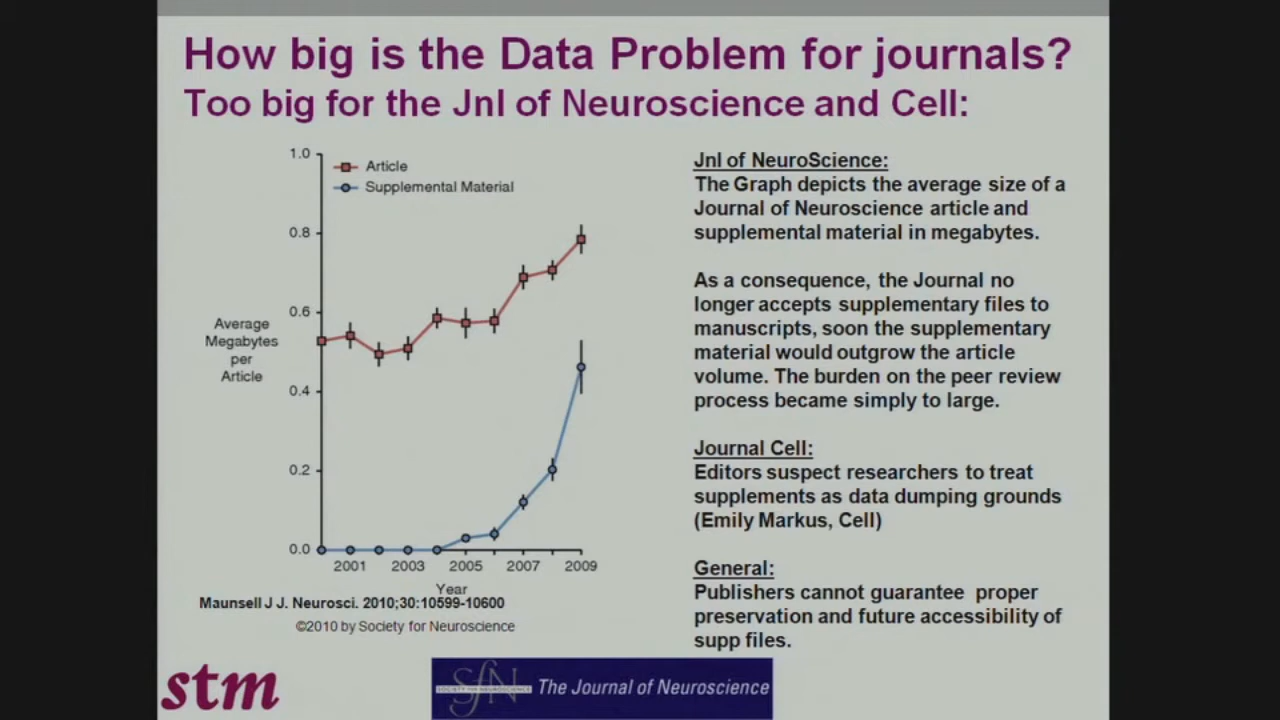 How big is the Data Problem for journals?
Too big for the Jnl of Neuroscience and Cell:
1.0
Article
Supplemental Material
0.8
0.6
Average
Megabytes
per
Article
0.4
0.2
0.0
2001 2003 2005 2007 2009
Year
Maunsell J J. Neurosci. 2010;30:10599-10600
©2010 by Society for Neuroscience
Jnl of NeuroScience:
The Graph depicts the average size of a
Journal of Neuroscience article and
supplemental material in megabytes.
As a consequence, the Journal no
longer accepts supplementary files to
manuscripts, soon the supplementary
material would outgrow the article
volume. The burden on the peer review
process became simply to large.
Journal Cell:
Editors suspect researchers to treat
supplements as data dumping grounds
(Emily Markus, Cell)
General:
Publishers cannot guarantee proper
preservation and future accessibility of
supp files.
stm
SfN
SOCIETY FOR NEUROSCIENCE
The Journal of Neuroscience